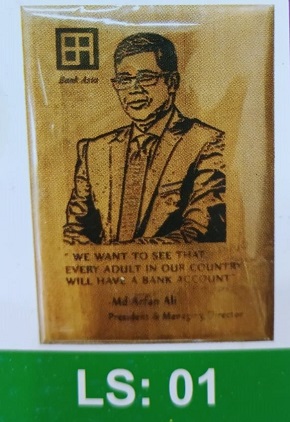 Bank Asia
" WE WANT TO SEE THAT,
EVERY ADULT IN OUR COUNTRY
WILL HAVE A BANK ACCOUNT"
-Md Arfan Ali
President & Managing Director
LS: 01